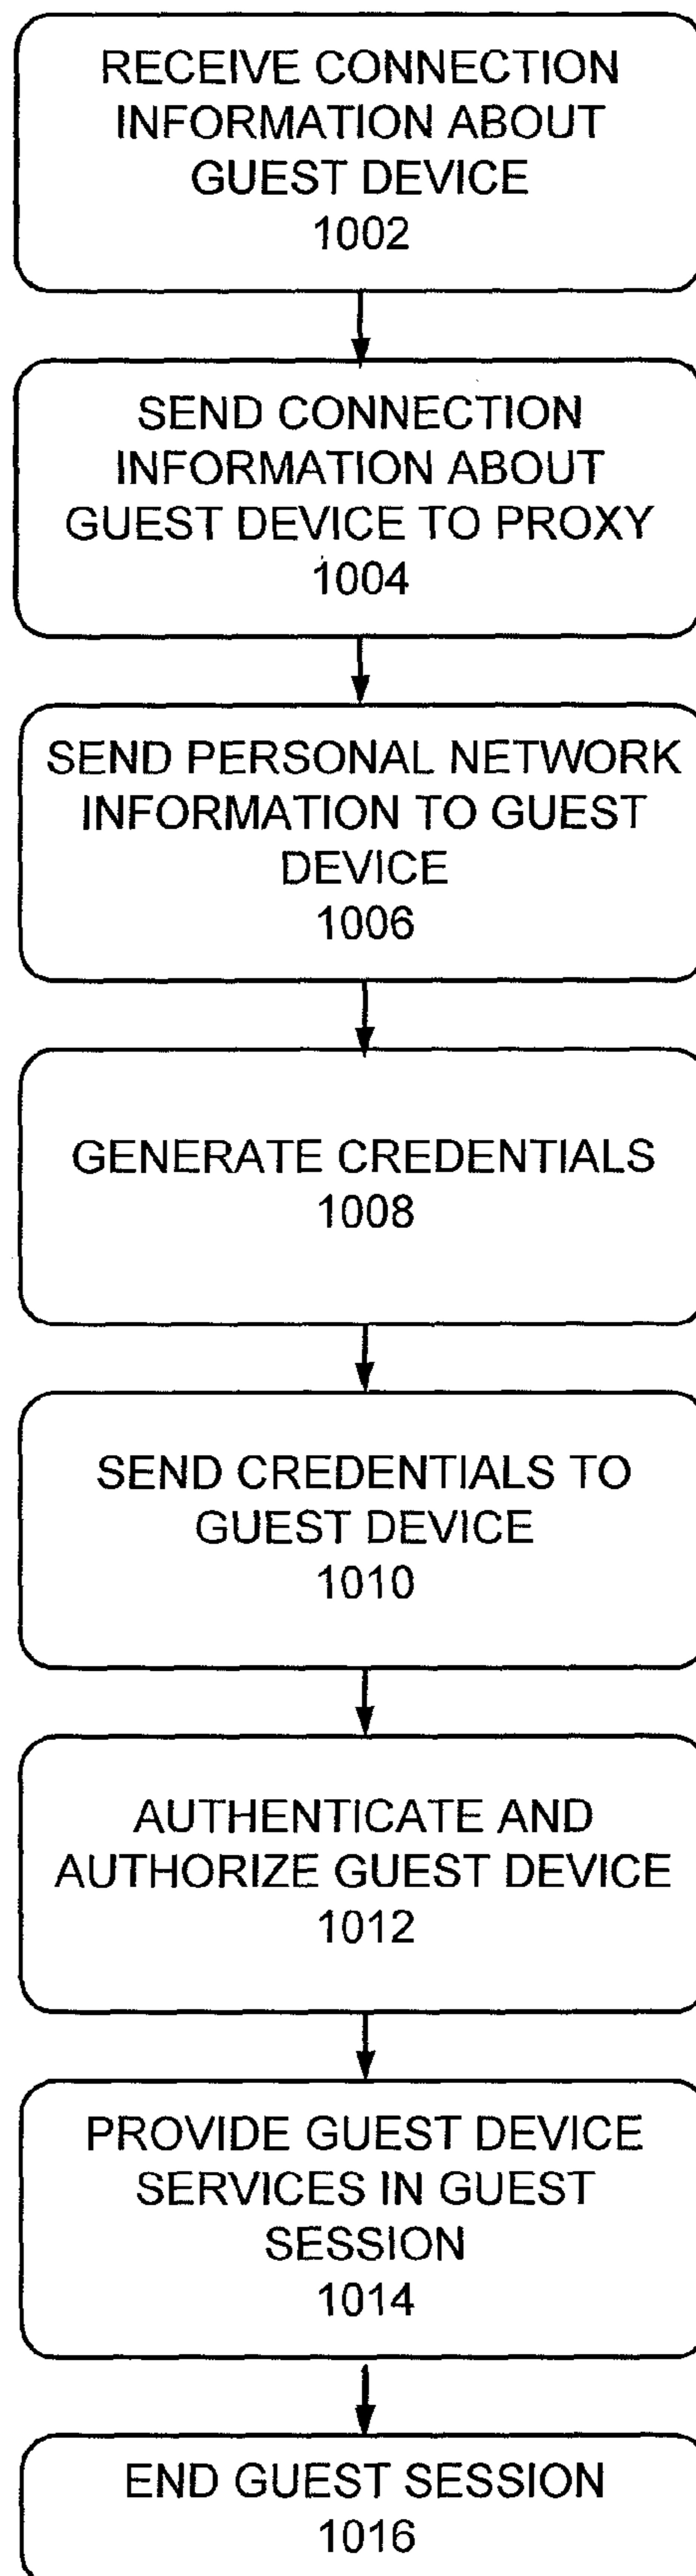 RECEIVE CONNECTION
INFORMATION ABOUT
GUEST DEVICE
1002
SEND CONNECTION
INFORMATION ABOUT
GUEST DEVICE TO PROXY
1004
SEND PERSONAL NETWORK
INFORMATION TO GUEST
DEVICE
1006
GENERATE CREDENTIALS
1008
SEND CREDENTIALS TO
GUEST DEVICE
1010
AUTHENTICATE AND
AUTHORIZE GUEST DEVICE
1012
PROVIDE GUEST DEVICE
SERVICES IN GUEST
SESSION
1014
END GUEST SESSION
1016